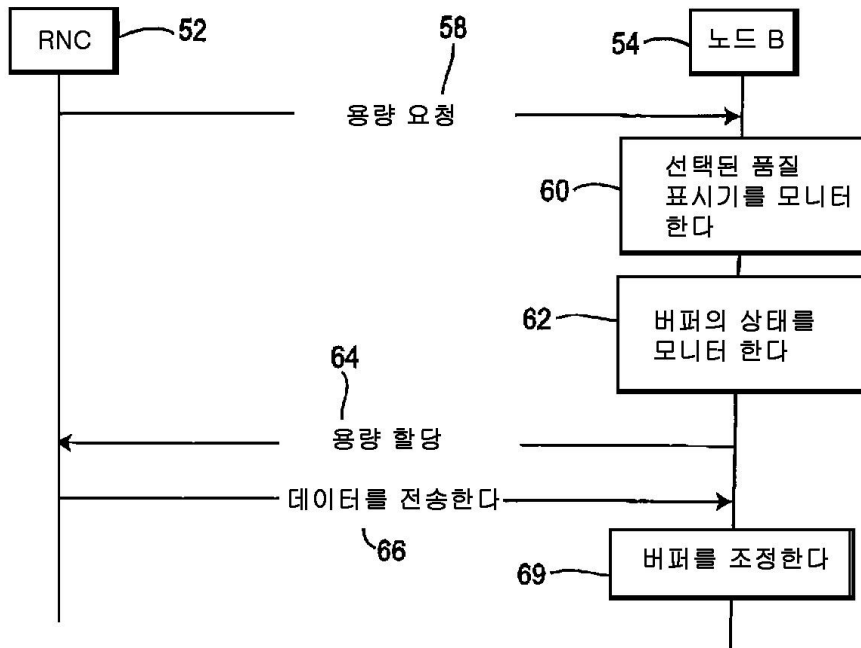 RNC
52
58
54
노드 B
용량 요청
60
선택된 품질
표시기를 모니터
한다
62
버퍼의 상태를
모니터 한다
64
용량 할당
데이터를 전송한다
66
69
버퍼를 조정한다